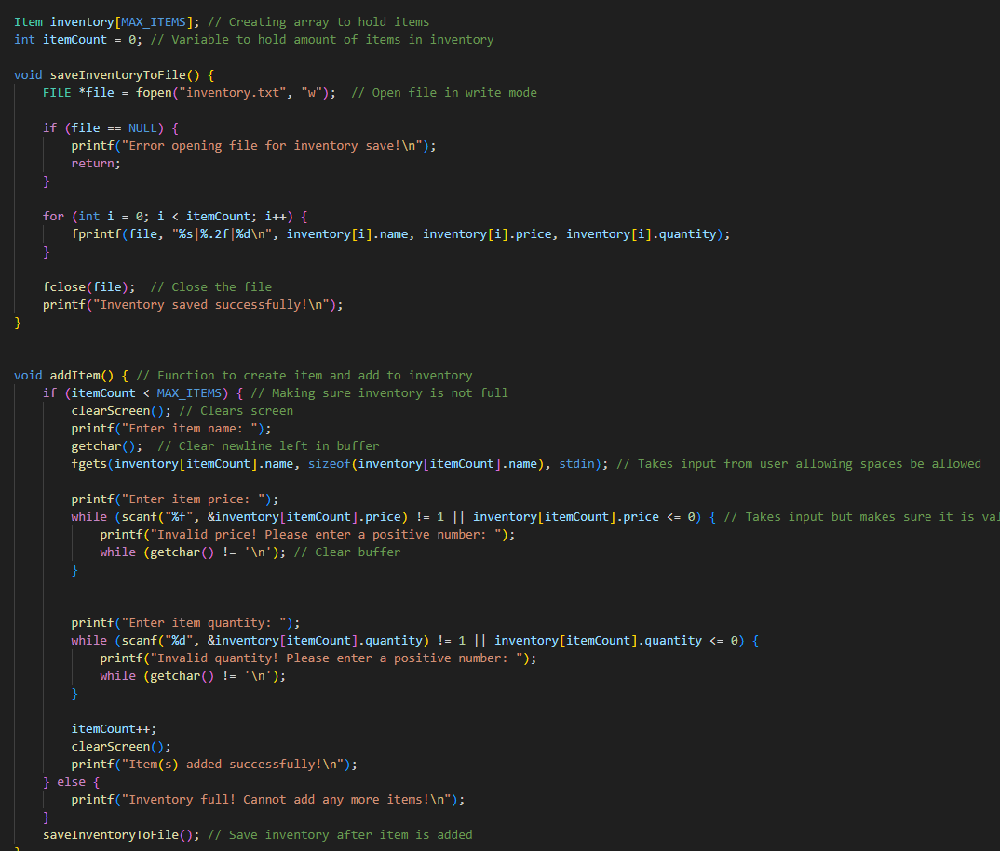 Item inventory[MAX_ITEMS]; // Creating array to hold items
int itemCount = 0; // Variable to hold amount of items in inventory

void saveInventoryToFile() {
    FILE *file = fopen("inventory.txt", "w");  // Open file in write mode

    if (file == NULL) {
        printf("Error opening file for inventory save!\n");
        return;
    }

    for (int i = 0; i < itemCount; i++) {
        fprintf(file, "%s|%.2f|%d\n", inventory[i].name, inventory[i].price, inventory[i].quantity);
    }

    fclose(file);  // Close the file
    printf("Inventory saved successfully!\n");
}


void addItem() { // Function to create item and add to inventory
    if (itemCount < MAX_ITEMS) { // Making sure inventory is not full
        clearScreen(); // Clears screen
        printf("Enter item name: ");
        getchar();  // Clear newline left in buffer
        fgets(inventory[itemCount].name, sizeof(inventory[itemCount].name), stdin); // Takes input from user allowing spaces be allowed

        printf("Enter item price: ");
        while (scanf("%f", &inventory[itemCount].price) != 1 || inventory[itemCount].price <= 0) { // Takes input but makes sure it is
            printf("Invalid price! Please enter a positive number: ");
            while (getchar() != '\n'); // Clear buffer
        }


        printf("Enter item quantity: ");
        while (scanf("%d", &inventory[itemCount].quantity) != 1 || inventory[itemCount].quantity <= 0) {
            printf("Invalid quantity! Please enter a positive number: ");
            while (getchar() != '\n');
        }

        itemCount++;
        clearScreen();
        printf("Item(s) added successfully!\n");
    } else {
        printf("Inventory full! Cannot add any more items!\n");
    }
    saveInventoryToFile(); // Save inventory after item is added